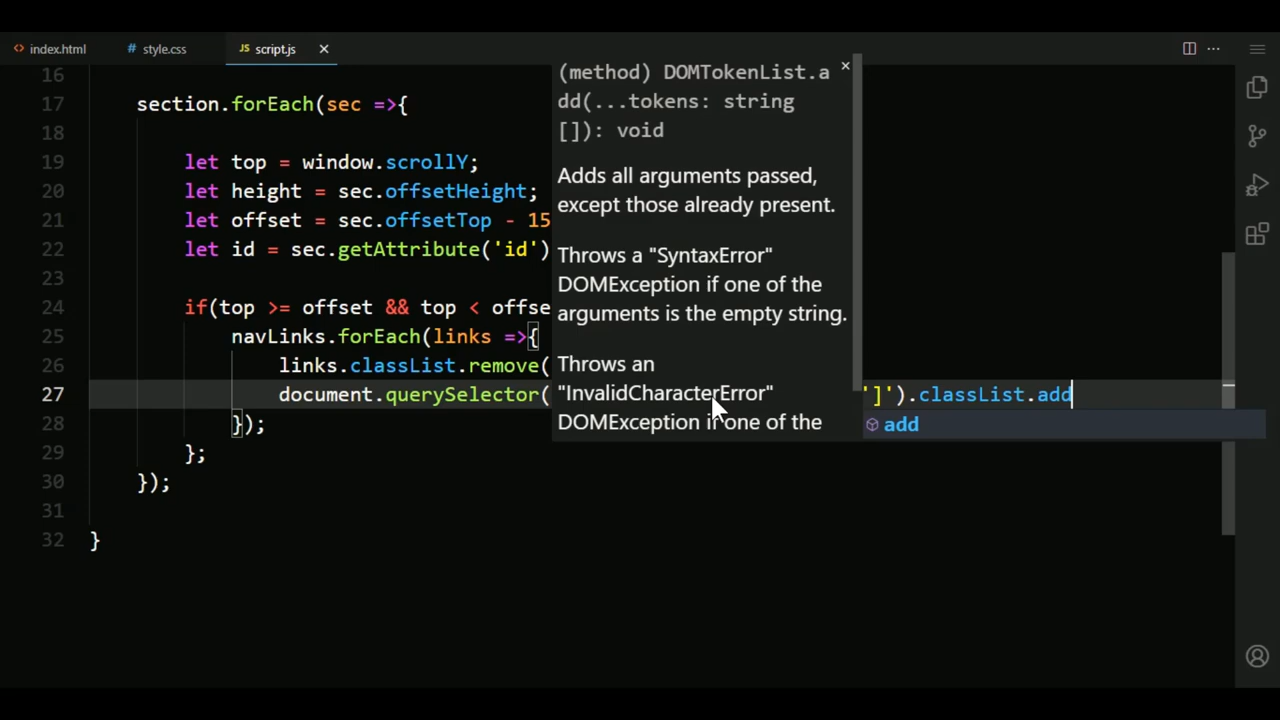 index.html
style.css
script.js
16
17 section.forEach(sec =>{
18
19 let top = window.scrollY;
20 let height = sec.offsetHeight;
21 let offset = sec.offsetTop - 15
22 let id = sec.getAttribute('id')
23
24 if(top >= offset && top < offse
25 navLinks.forEach(links =>{
26 links.classList.remove(
27 document.querySelector( ']').classList.add
28 });
29 };
30 });
31
32 }
(method) DOMTokenList.a
dd(...tokens: string
[]): void
Adds all arguments passed,
except those already present.
Throws a "SyntaxError"
DOMException if one of the
arguments is the empty string.
Throws an
"InvalidCharacterError"
DOMException if one of the
add